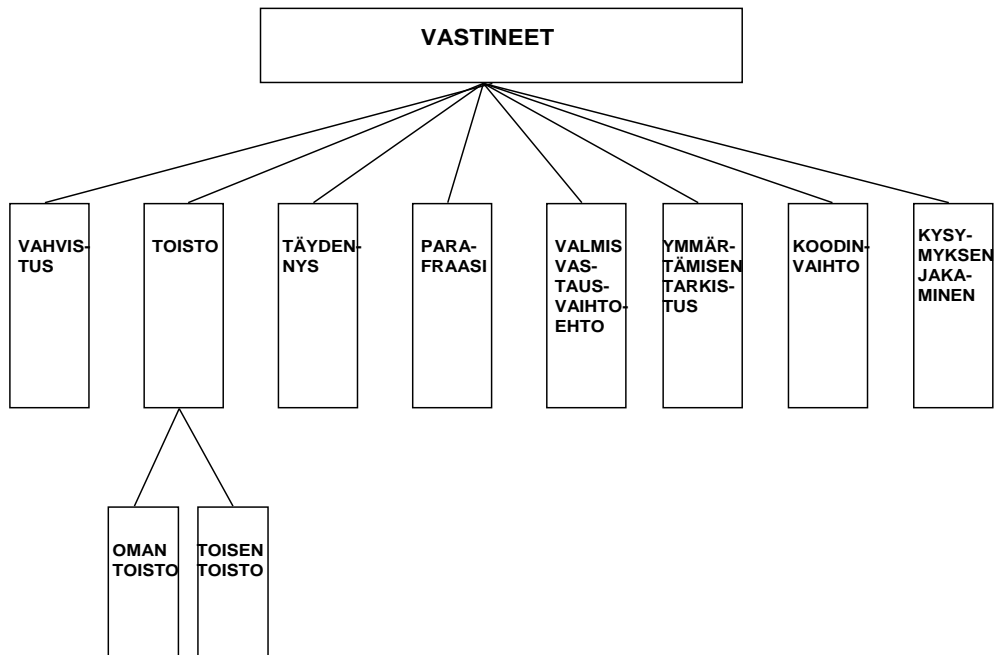 VASTINEET
VAHVIS-
TUS
TOISTO
TÄYDEN-
NYS
PARA-
FRAASI
VALMIS
VAS-
TAUS-
VAIHTO-
EHTO
YMMÄR-
TÄMISEN
TARKIS-
TUS
KOODIN-
VAIHTO
KYSY-
MYKSEN
JAKA-
MINEN
OMAN
TOISTO
TOISEN
TOISTO